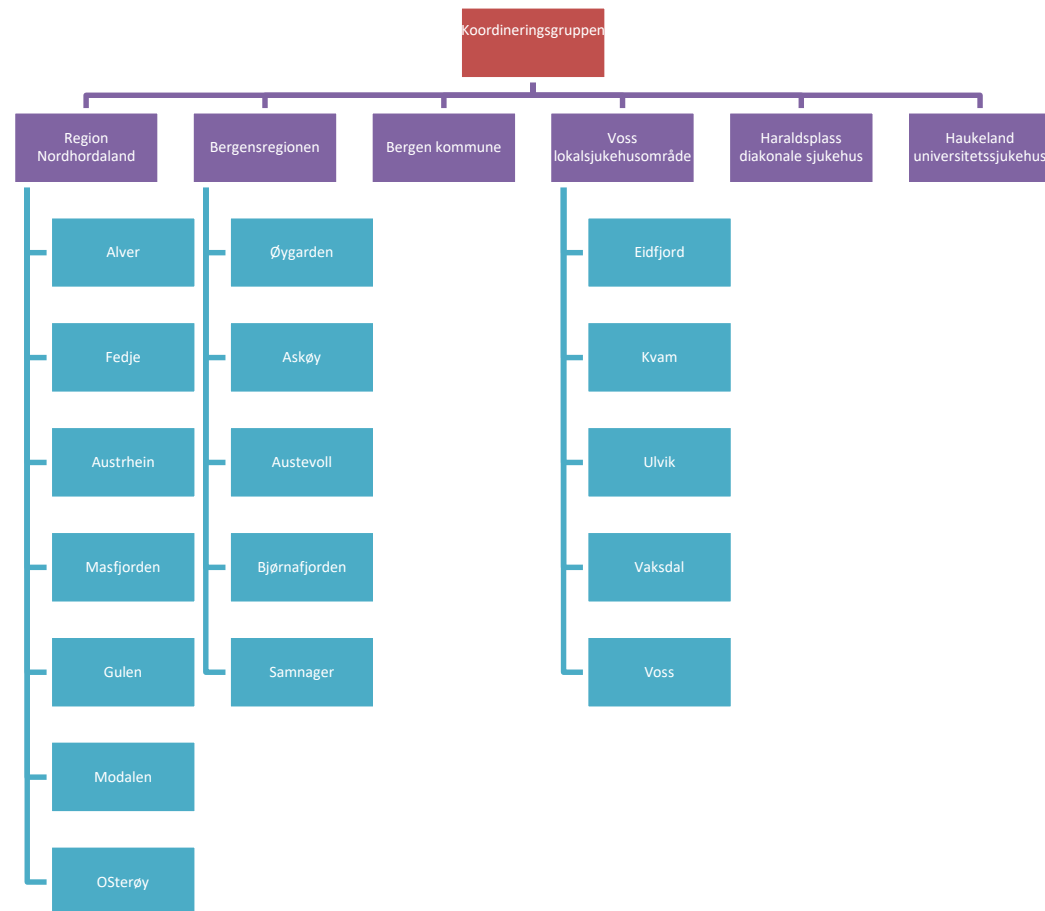 Koordineringsgruppen
Region
Nordhordaland
Bergensregionen
Bergen kommune
Voss
lokalsjukehusområde
Haraldsplass
diakonale sjukehus
Haukeland
universitetssjukehus
Alver
Fedje
Austrhein
Masfjorden
Gulen
Modalen
OSterøy
Øygarden
Askøy
Austevoll
Bjørnafjorden
Samnager
Eidfjord
Kvam
Ulvik
Vaksdal
Voss